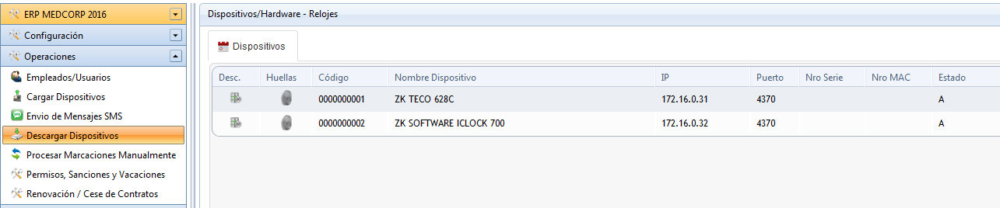 ERP MEDCORP 2016
Configuración
Operaciones
Empleados/Usuarios
Cargar Dispositivos
Envio de Mensajes SMS
Descargar Dispositivos
Procesar Marcaciones Manualmente
Permisos, Sanciones y Vacaciones
Renovación / Cese de Contratos
Dispositivos/Hardware - Relojes
Dispositivos
Desc. Huellas Código Nombre Dispositivo IP Puerto Nro Serie Nro MAC Estado
0000000001 ZK TECO 628C 172.16.0.31 4370 A
0000000002 ZK SOFTWARE ICLOCK 700 172.16.0.32 4370 A